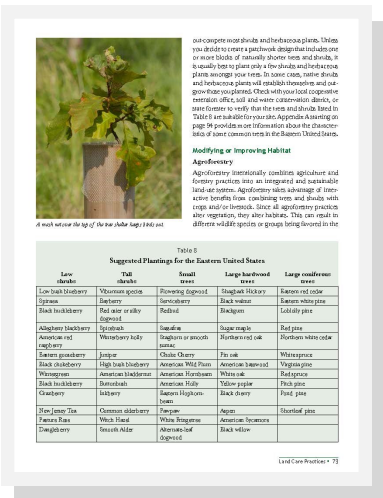 out-compete most shrubs and herbaceous plants. Unless
you decide to create a patchwork design that includes one
or more blocks of naturally shorter trees and shrubs, it
is usually best to plant only a few shrubs and herbaceous
plants amongst your trees. In some cases, native shrubs
and herbaceous plants will establish themselves and out-
grow those you planted. Check with your local cooperative
extension office, soil and water conservation district, or
state forester to verify that the trees and shrubs listed in
Table 8 are suitable for your site. Appendix A starting on
page 94 provides more information about the character-
istics of some common trees in the Eastern United States.
Modifying or Improving Habitat
Agroforestry
Agroforestry intentionally combines agriculture and
forestry practices into an integrated and sustainable
land-use system. Agroforestry takes advantage of inter-
active benefits from combining trees and shrubs with
crops and/or livestock. Since all agroforestry practices
alter vegetation, they alter habitats. This can result in
different wildlife species or groups being favored in the
A mesh net over the top of the tree shelter keeps birds out.
Table 8
Suggested Plantings for the Eastern United States
Low shrubs Tall shrubs Small trees Large hardwood trees Large coniferous trees
Low bush blueberry Viburnum species Flowering dogwood Shagbark Hickory Eastern red cedar
Spiraea Bayberry Serviceberry Black walnut Eastern white pine
Black huckleberry Red osier or silky dogwood Redbud Blackgum Loblolly pine
Allegheny blackberry Spicebush Sassafras Sugar maple Red pine
American red raspberry Winterberry holly Staghorn or smooth sumac Northern red oak Northern white cedar
Eastern gooseberry Juniper Choke Cherry Pin oak White spruce
Black chokeberry High bush blueberry American Wild Plum American basswood Virginia pine
Wintergreen American bladdernut American Hornbeam White oak Red spruce
Black huckleberry Buttonbush American Holly Yellow poplar Pitch pine
Cranberry Inkberry Eastern Hophorn-beam Black cherry Pond pine
New Jersey Tea Common elderberry Pawpaw Aspen Shortleaf pine
Pasture Rose Witch Hazel White Fringetree American Sycamore
Dangleberry Smooth Alder Alternate-leaf dogwood Black willow
Land Care Practices • 73